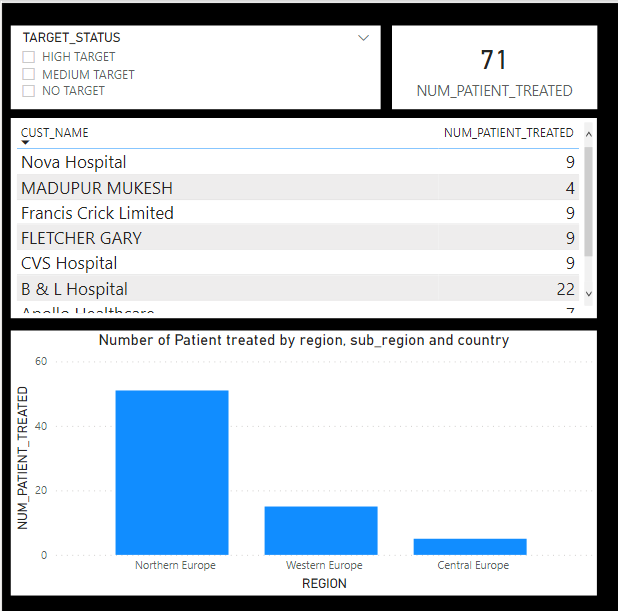 TARGET_STATUS
HIGH TARGET
MEDIUM TARGET
NO TARGET
71
NUM_PATIENT_TREATED
CUST_NAME NUM_PATIENT_TREATED
Nova Hospital 9
MADUPUR MUKESH 4
Francis Crick Limited 9
FLETCHER GARY 9
CVS Hospital 9
B & L Hospital 22
Apollo Healthcare 7
Number of Patient treated by region, sub_region and country
NUM_PATIENT_TREATED
60
40
20
0
Northern Europe Western Europe Central Europe
REGION